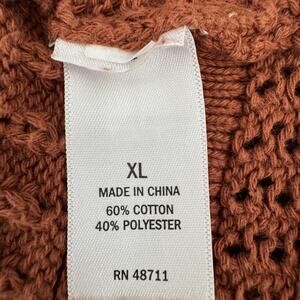 XL
MADE IN CHINA
60% COTTON
40% POLYESTER
RN 48711